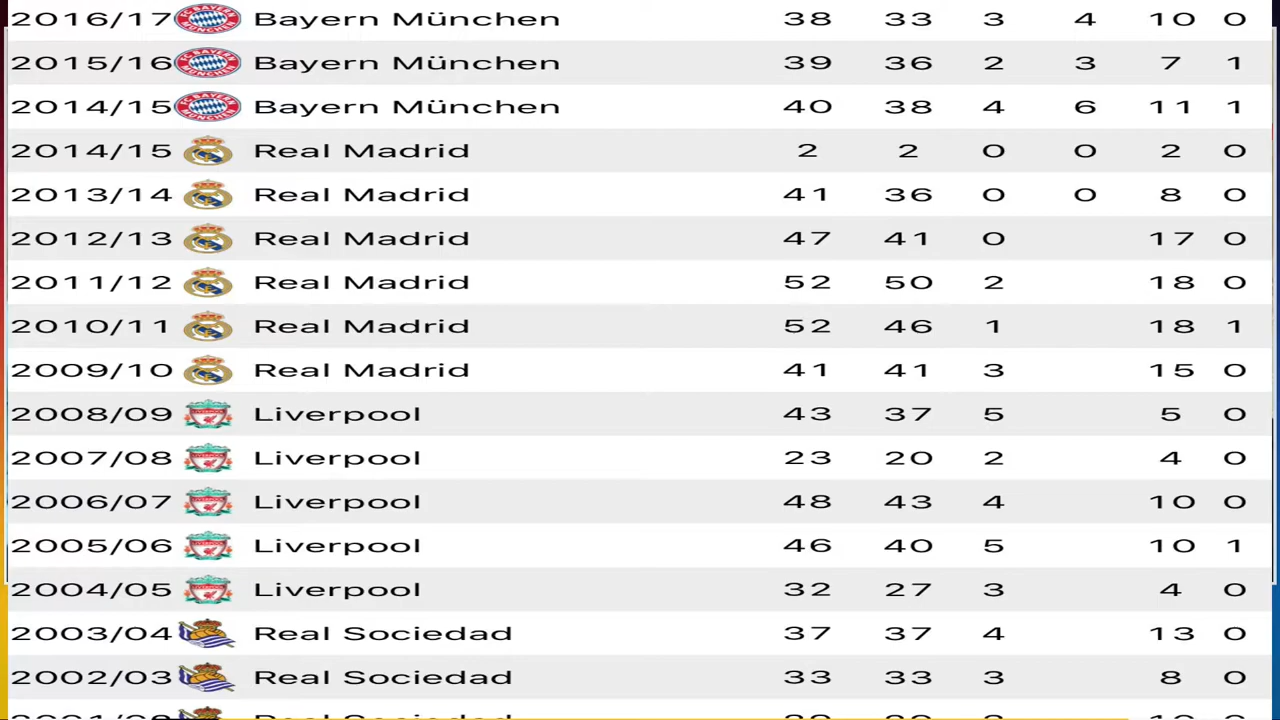 2016/17 Bayern München 38 33 3 4 10 0
2015/16 Bayern München 39 36 2 3 7 1
2014/15 Bayern München 40 38 4 6 11 1
2014/15 Real Madrid 2 2 0 0 2 0
2013/14 Real Madrid 41 36 0 0 8 0
2012/13 Real Madrid 47 41 0 17 0
2011/12 Real Madrid 52 50 2 18 0
2010/11 Real Madrid 52 46 1 18 1
2009/10 Real Madrid 41 41 3 15 0
2008/09 Liverpool 43 37 5 5 0
2007/08 Liverpool 23 20 2 4 0
2006/07 Liverpool 48 43 4 10 0
2005/06 Liverpool 46 40 5 10 1
2004/05 Liverpool 32 27 3 4 0
2003/04 Real Sociedad 37 37 4 13 0
2002/03 Real Sociedad 33 33 3 8 0